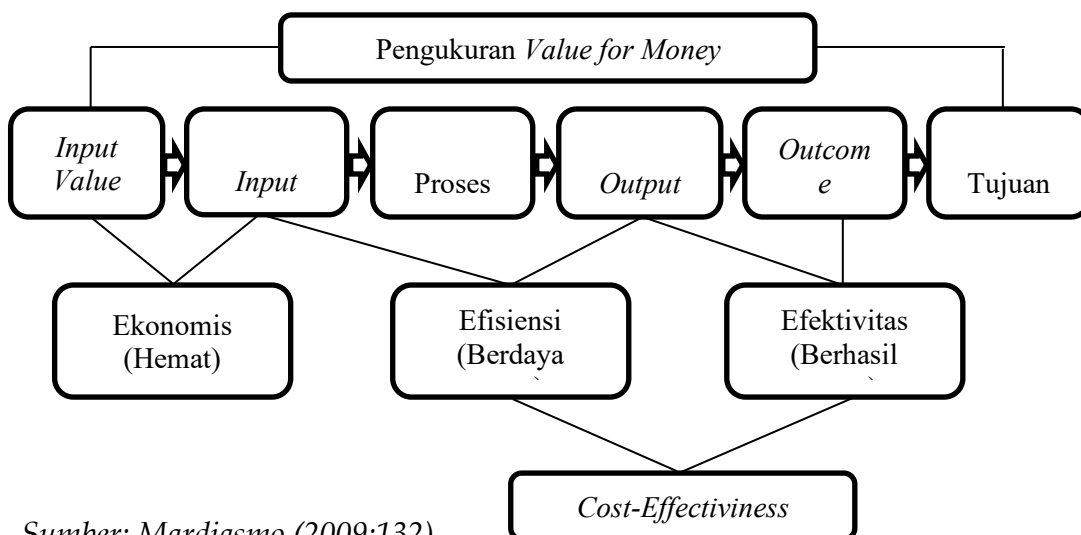 Pengukuran Value for Money
Input
Value
Input
Proses
Output
Outcom
e
Tujuan
Ekonomis
(Hemat)
Efisiensi
(Berdaya
Efektivitas
(Berhasil
Cost-Effectiviness
Sumber: Mardiasmo (2009:132)